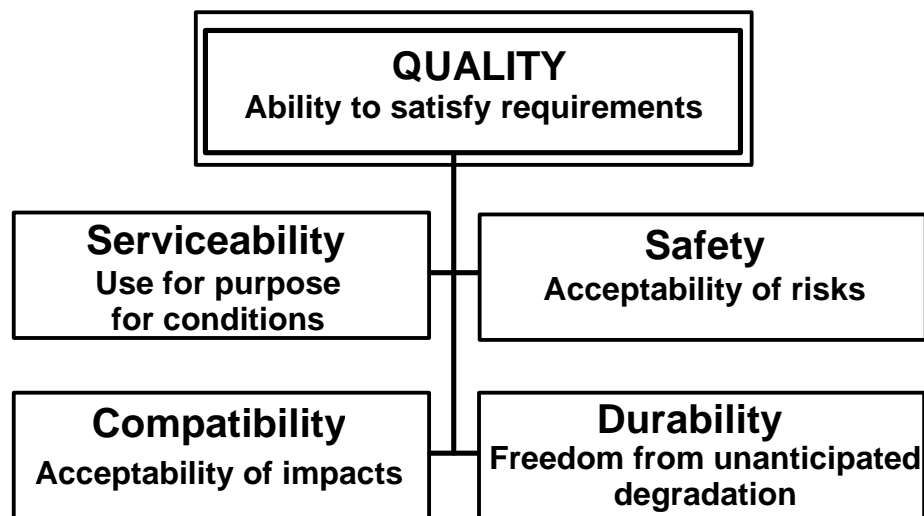 QUALITY
Ability to satisfy requirements
Serviceability
Use for purpose
for conditions
Safety
Acceptability of risks
Compatibility
Acceptability of impacts
Durability
Freedom from unanticipated
degradation